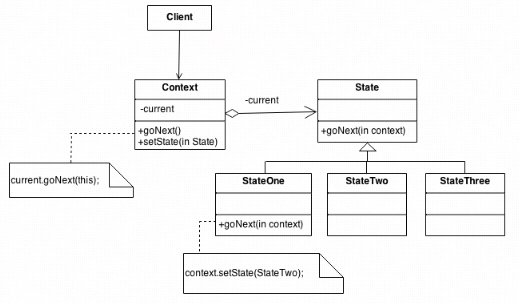 Client
Context
-current
+goNext()
+setState(in State)
-current
State
+goNext(in context)
current.goNext(this);
StateOne
+goNext(in context)
StateTwo
StateThree
context.setState(StateTwo);